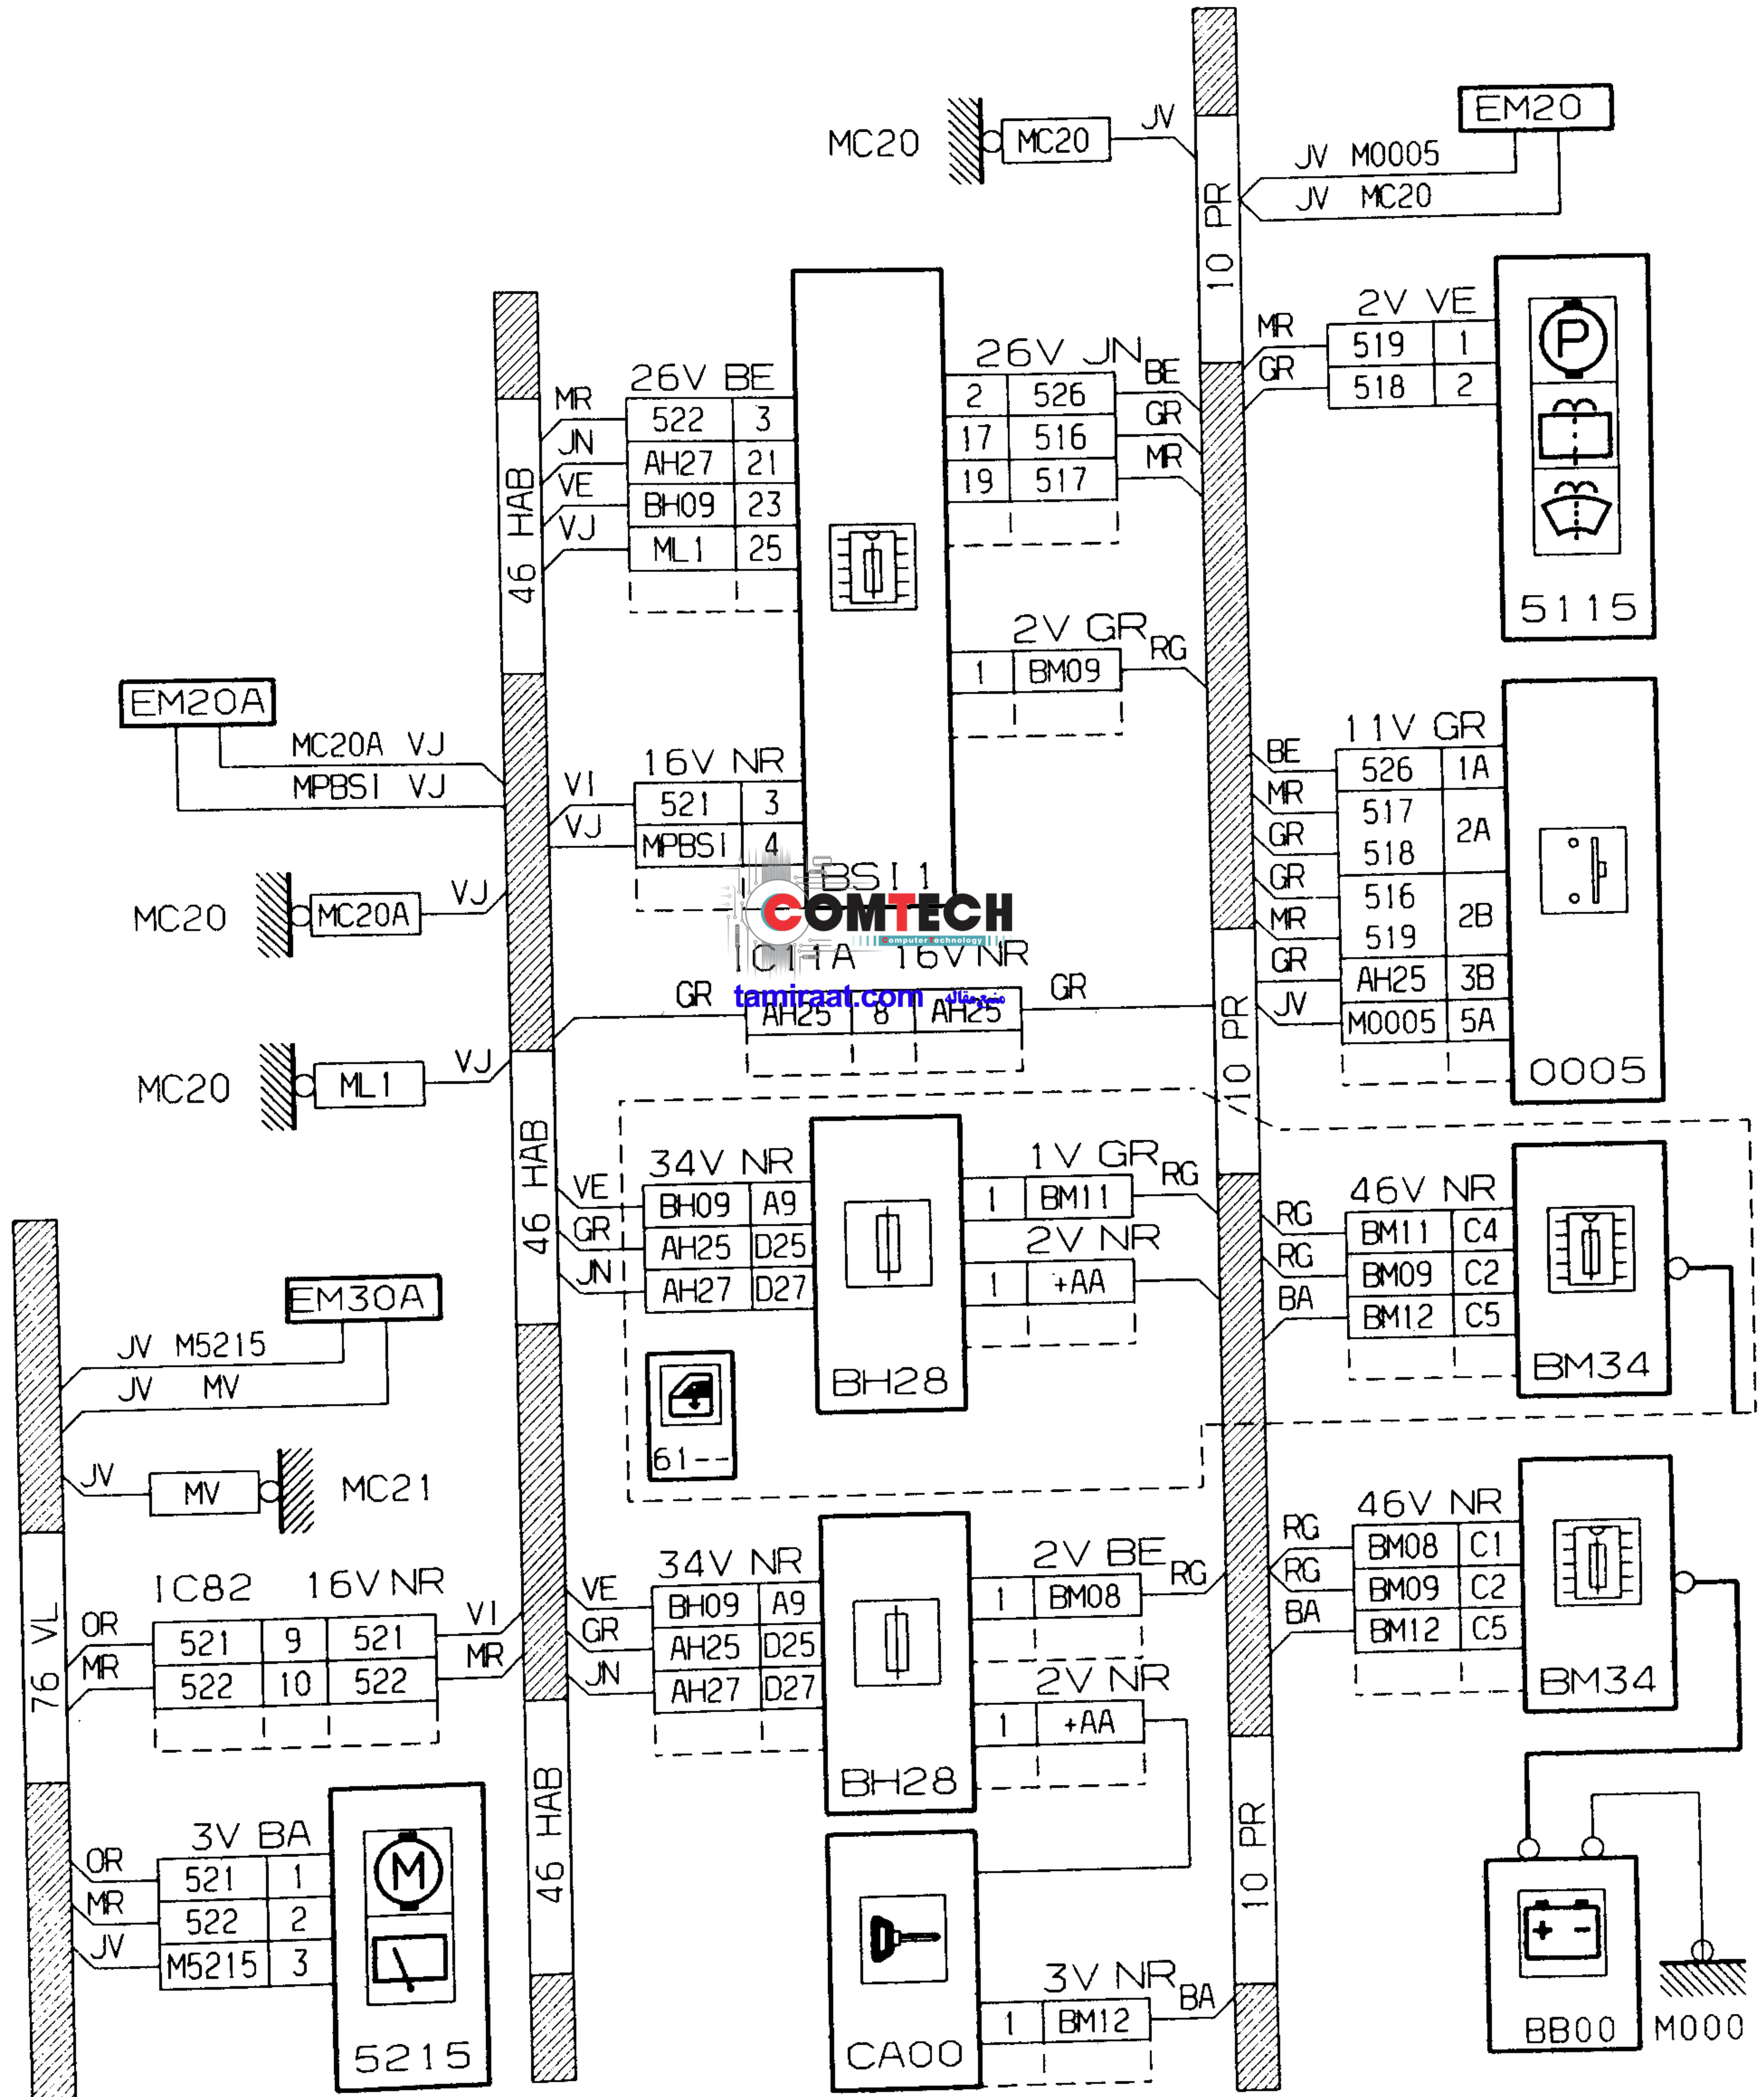 MC20 MC20 JV
EM20
JV M0005
JV MC20
10 PR
2V VE
MR 519 1
GR 518 2
5115
26V BE
MR 522 3
JN AH27 21
VE BH09 23
VJ ML1 25
46 HAB
26V JN
2 526 BE
17 516 GR
19 517 MR
2V GR
1 BM09 RG
EM20A
MC20A VJ
MPBSI VJ
16V NR
VI 521 3
VJ MPBSI 4
BSI1
MC20 MC20A VJ
11V GR
BE 526 1A
MR 517
2A
GR 518
GR 516
2B
MR 519
GR AH25 3B
JV M0005 5A
0005
COMTECH
Computer Technology
IC11A 16V NR
tamiraat.com منبع مقاله
GR AH25 8 AH25 GR
10 PR
MC20 ML1 VJ
46 HAB
34V NR
VE BH09 A9
GR AH25 D25
JN AH27 D27
BH28
1V GR
1 BM11 RG
2V NR
1 +AA
46V NR
RG BM11 C4
RG BM09 C2
BA BM12 C5
BM34
61--
EM30A
JV M5215
JV MV
JV MV MC21
76 VL
IC82 16V NR
OR 521 9 521 VI
MR 522 10 522 MR
34V NR
VE BH09 A9
GR AH25 D25
JN AH27 D27
BH28
2V BE
1 BM08 RG
2V NR
1 +AA
46V NR
RG BM08 C1
RG BM09 C2
BA BM12 C5
BM34
46 HAB
10 PR
3V BA
OR 521 1
MR 522 2
JV M5215 3
M
5215
CA00
3V NR
1 BM12 BA
+ -
BB00 M000
P